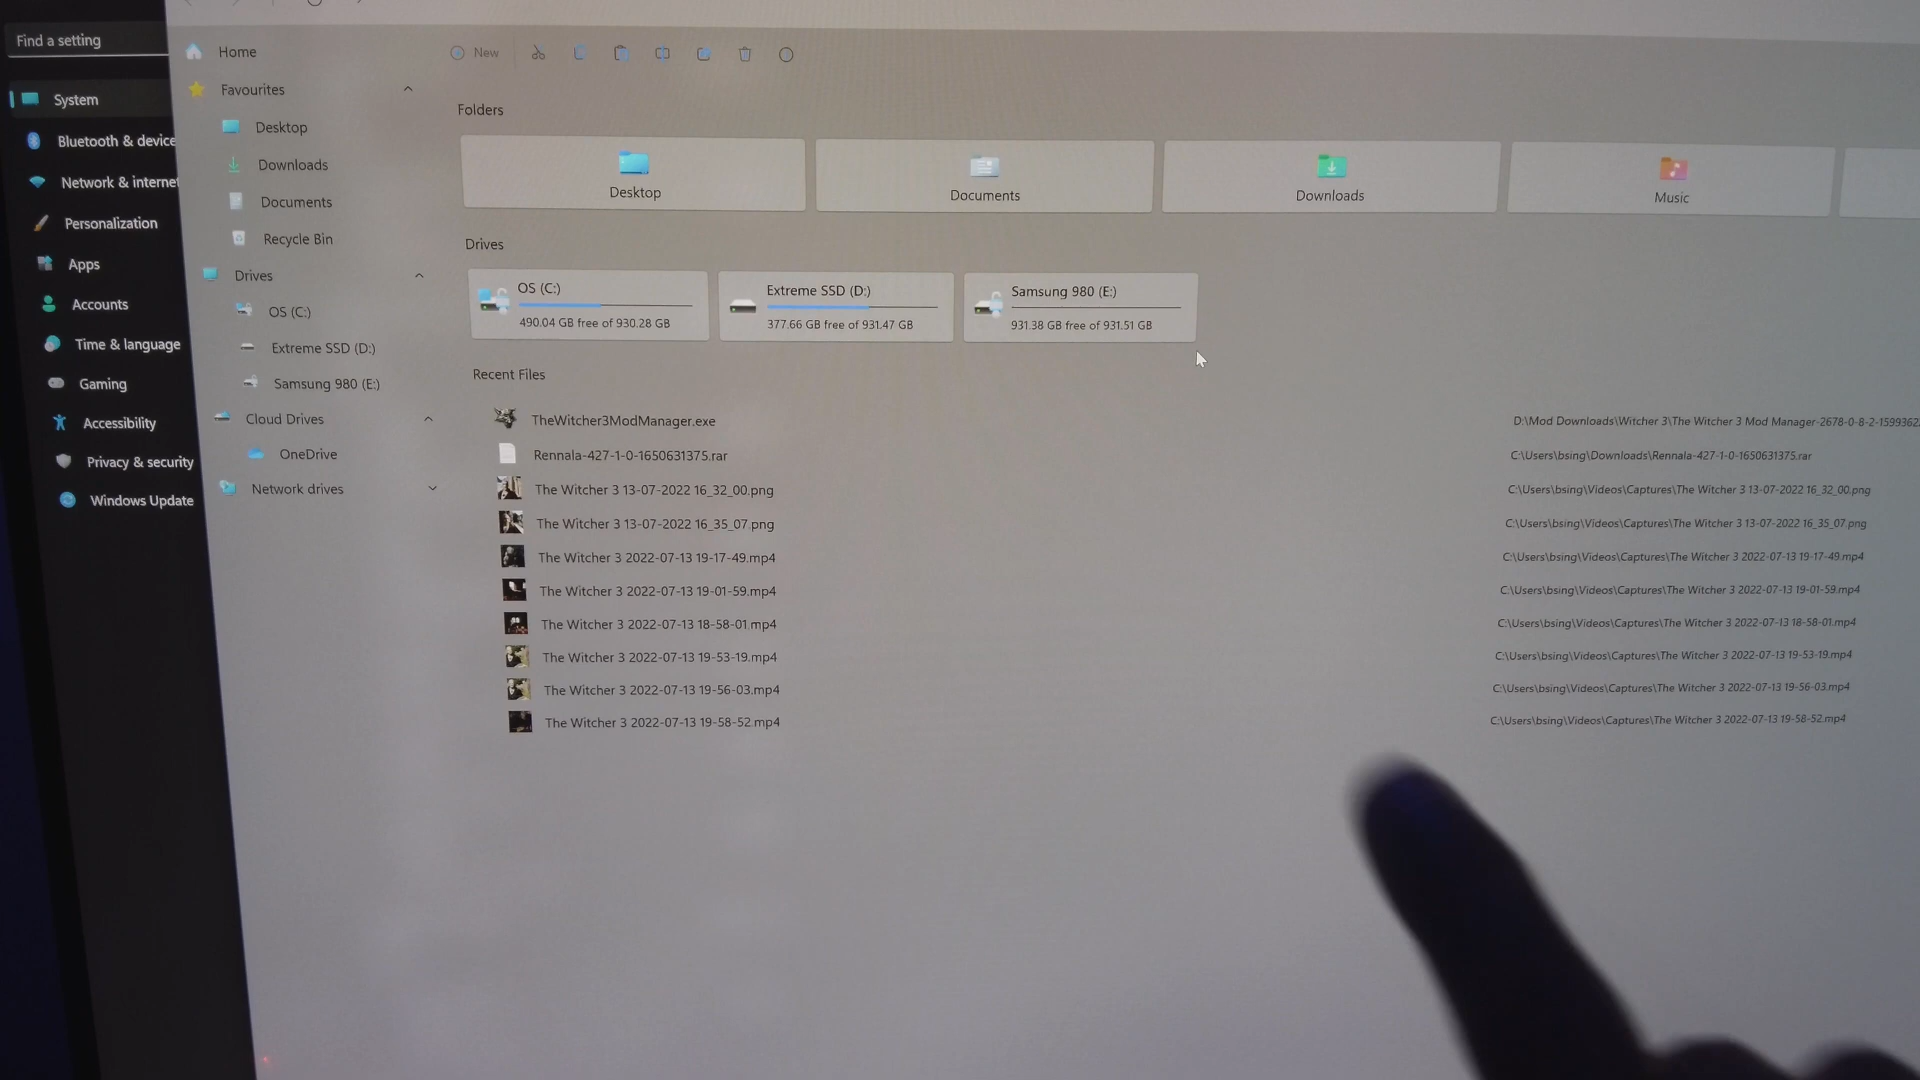 Find a setting
System
Bluetooth & device
Network & interne
Personalization
Apps
Accounts
Time & language
Gaming
Accessibility
Privacy & security
Windows Update
Home
Favourites
Desktop
Downloads
Documents
Recycle Bin
Drives
OS (C:)
Extreme SSD (D:)
Samsung 980 (E:)
Cloud Drives
OneDrive
Network drives
New
Folders
Desktop
Documents
Downloads
Music
Drives
OS (C:)
490.04 GB free of 930.28 GB
Extreme SSD (D:)
377.66 GB free of 931.47 GB
Samsung 980 (E:)
931.38 GB free of 931.51 GB
Recent Files
TheWitcher3ModManager.exe D:\Mod Downloads\Witcher 3\The Witcher 3 Mod Manager-2678-0-8-2-1599362
Rennala-427-1-0-1650631375.rar C:\Users\bsing\Downloads\Rennala-427-1-0-1650631375.rar
The Witcher 3 13-07-2022 16_32_00.png C:\Users\bsing\Videos\Captures\The Witcher 3 13-07-2022 16_32_00.png
The Witcher 3 13-07-2022 16_35_07.png C:\Users\bsing\Videos\Captures\The Witcher 3 13-07-2022 16_35_07.png
The Witcher 3 2022-07-13 19-17-49.mp4 C:\Users\bsing\Videos\Captures\The Witcher 3 2022-07-13 19-17-49.mp4
The Witcher 3 2022-07-13 19-01-59.mp4 C:\Users\bsing\Videos\Captures\The Witcher 3 2022-07-13 19-01-59.mp4
The Witcher 3 2022-07-13 18-58-01.mp4 C:\Users\bsing\Videos\Captures\The Witcher 3 2022-07-13 18-58-01.mp4
The Witcher 3 2022-07-13 19-53-19.mp4 C:\Users\bsing\Videos\Captures\The Witcher 3 2022-07-13 19-53-19.mp4
The Witcher 3 2022-07-13 19-56-03.mp4 C:\Users\bsing\Videos\Captures\The Witcher 3 2022-07-13 19-56-03.mp4
The Witcher 3 2022-07-13 19-58-52.mp4 C:\Users\bsing\Videos\Captures\The Witcher 3 2022-07-13 19-58-52.mp4